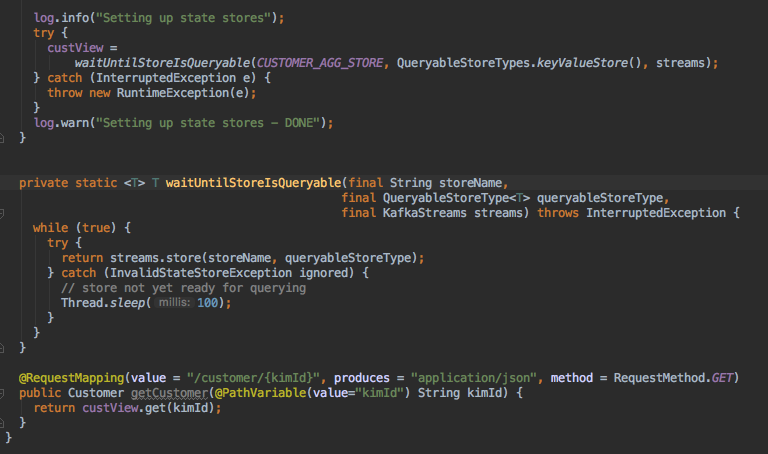 log.info("Setting up state stores");
try {
custView =
waitUntilStoreIsQueryable(CUSTOMER_AGG_STORE, QueryableStoreTypes.keyValueStore(), streams);
} catch (InterruptedException e) {
throw new RuntimeException(e);
}
log.warn("Setting up state stores - DONE");
}
private static <T> T waitUntilStoreIsQueryable(final String storeName,
final QueryableStoreType<T> queryableStoreType,
final KafkaStreams streams) throws InterruptedException {
while (true) {
try {
return streams.store(storeName, queryableStoreType);
} catch (InvalidStateStoreException ignored) {
// store not yet ready for querying
Thread.sleep( millis: 100);
}
}
}
@RequestMapping(value = "/customer/{kimId}", produces = "application/json", method = RequestMethod.GET)
public Customer getCustomer(@PathVariable(value="kimId") String kimId) {
return custView.get(kimId);
}
}